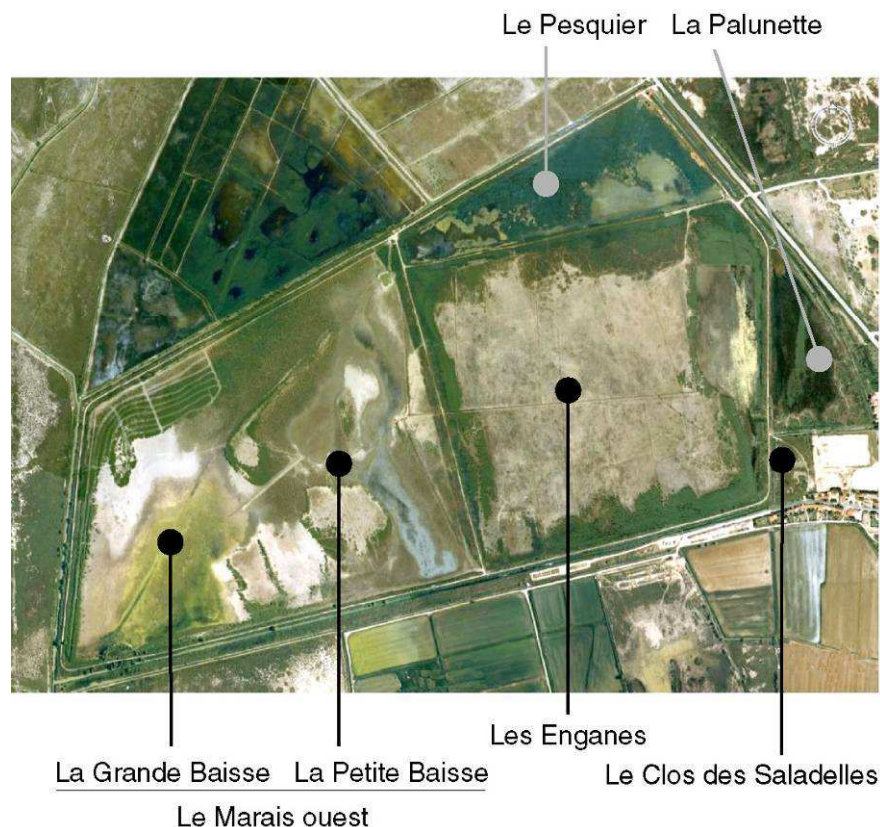 Le Pesquier La Palunette
Les Enganes
La Grande Baisse La Petite Baisse
Le Clos des Saladelles
Le Marais ouest